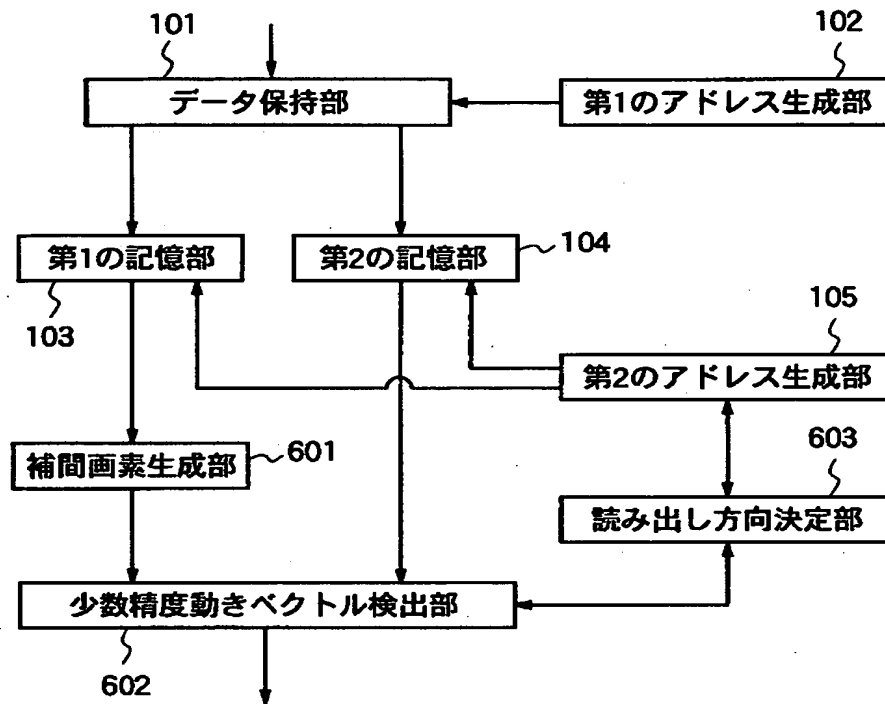 101
102
データ保持部
第1のアドレス生成部
第1の記憶部
第2の記憶部
104
103
105
第2のアドレス生成部
補間画素生成部
601
603
読み出し方向決定部
少数精度動きベクトル検出部
602